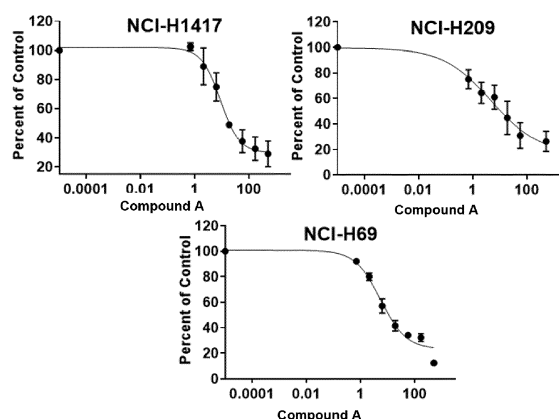 NCI-H1417
Percent of Control
120
100
80
60
40
20
0.0001 0.01 1 100
Compound A
NCI-H209
Percent of Control
120
100
80
60
40
20
0
0.0001 0.01 1 100
Compound A
NCI-H69
Percent of Control
120
100
80
60
40
20
0
0.0001 0.01 1 100
Compound A